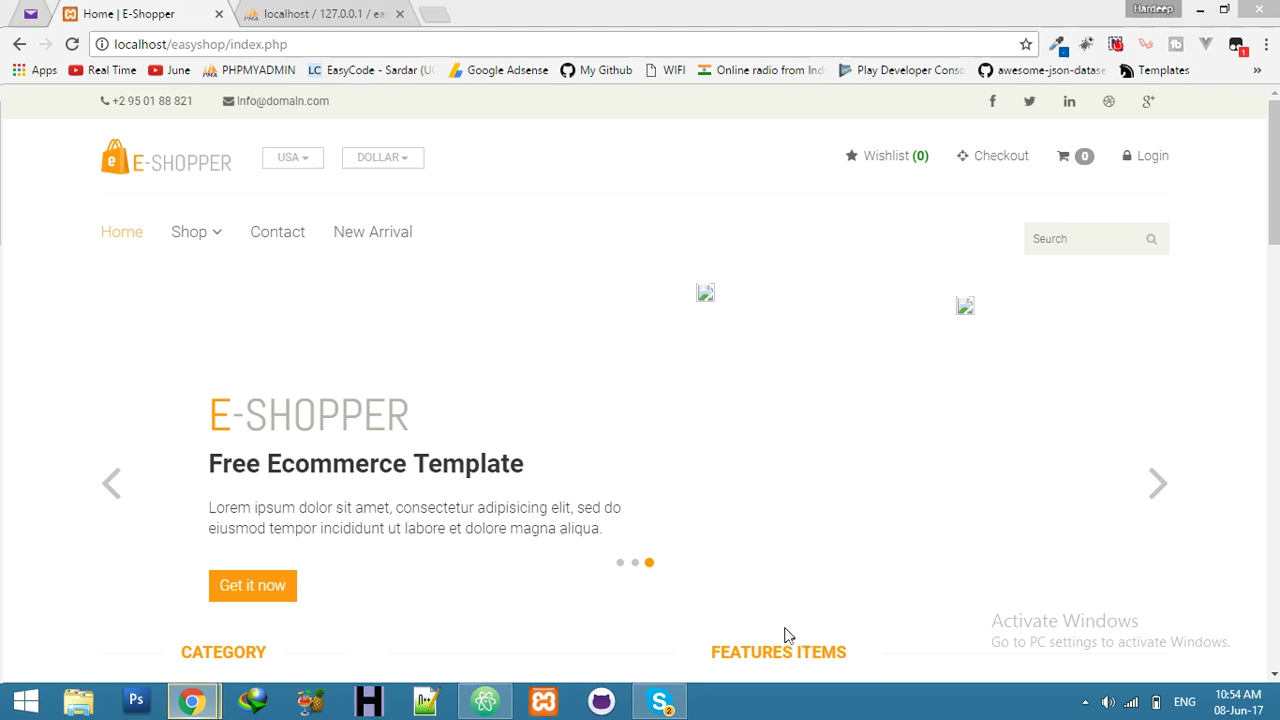 Hardeep
Home | E-Shopper
localhost / 127.0.0.1 / ea
localhost/easyshop/index.php
Apps Real Time June PHPMYADMIN EasyCode - Sardar (UC Google Adsense My Github WIFI Online radio from Ind Play Developer Conso awesome-json-datase Templates »
+2 95 01 88 821 Info@domain.com
E-SHOPPER USA DOLLAR Wishlist (0) Checkout 0 Login
Home Shop Contact New Arrival Search
E-SHOPPER
Free Ecommerce Template
Lorem ipsum dolor sit amet, consectetur adipisicing elit, sed do
eiusmod tempor incididunt ut labore et dolore magna aliqua.
Get it now
Activate Windows
Go to PC settings to activate Windows.
CATEGORY FEATURES ITEMS
ENG 10:54 AM
08-Jun-17